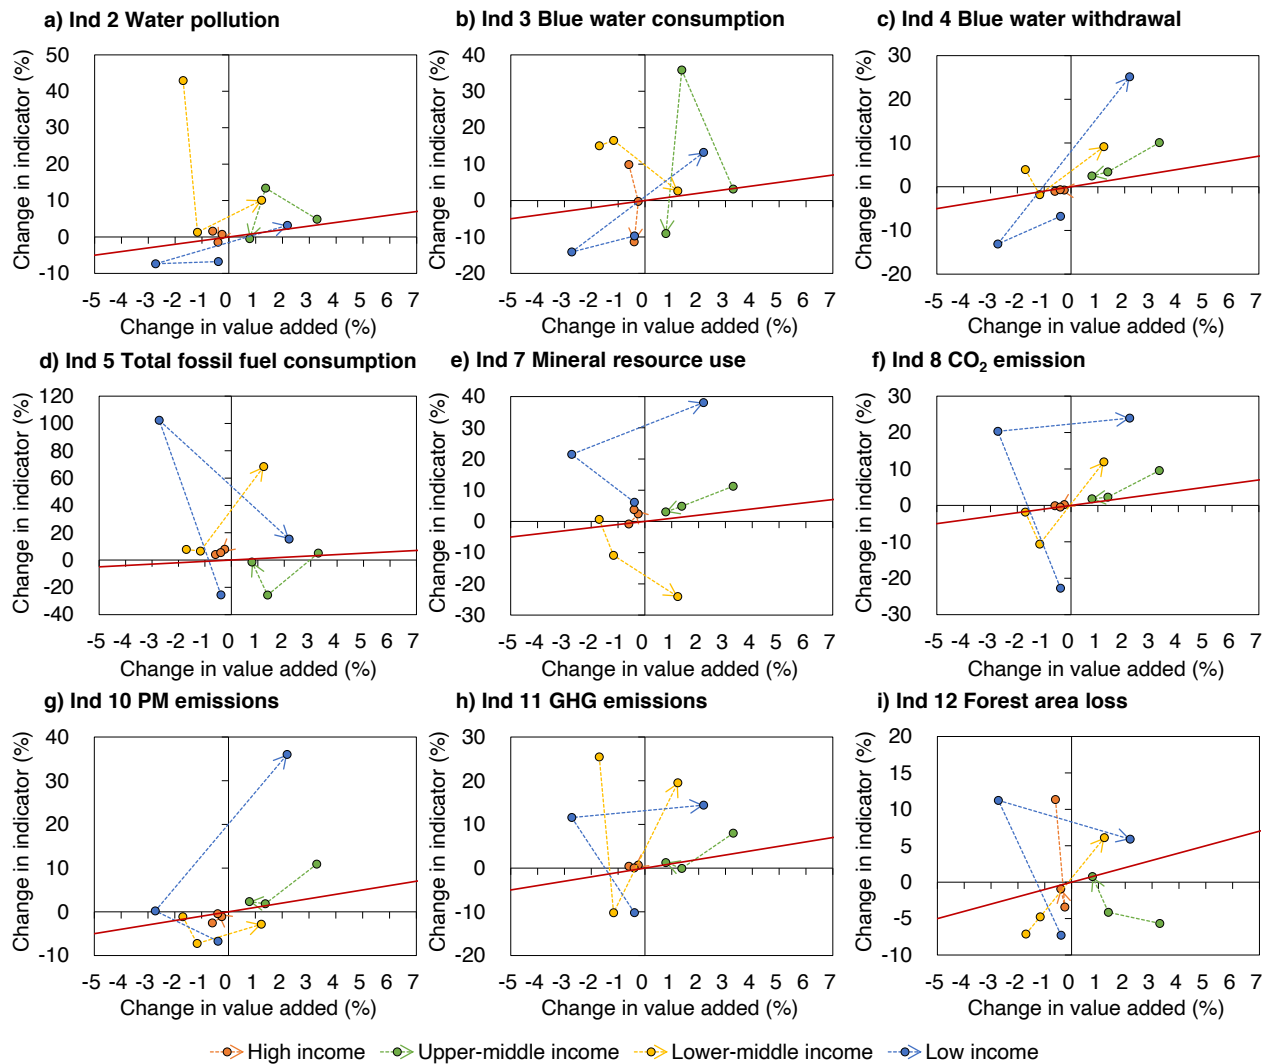 a) Ind 2 Water pollution
b) Ind 3 Blue water consumption
c) Ind 4 Blue water withdrawal
Change in indicator (%)
50
40
30
20
10
0
-10
-5 -4 -3 -2 -1 0 1 2 3 4 5 6 7
Change in value added (%)
Change in indicator (%)
40
30
20
10
0
-10
-20
-5 -4 -3 -2 -1 0 1 2 3 4 5 6 7
Change in value added (%)
Change in indicator (%)
30
20
10
0
-10
-20
-5 -4 -3 -2 -1 0 1 2 3 4 5 6 7
Change in value added (%)
d) Ind 5 Total fossil fuel consumption
e) Ind 7 Mineral resource use
f) Ind 8 CO₂ emission
Change in indicator (%)
120
100
80
60
40
20
0
-20
-40
-5 -4 -3 -2 -1 0 1 2 3 4 5 6 7
Change in value added (%)
Change in indicator (%)
40
30
20
10
0
-10
-20
-30
-5 -4 -3 -2 -1 0 1 2 3 4 5 6 7
Change in value added (%)
Change in indicator (%)
30
20
10
0
-10
-20
-30
-5 -4 -3 -2 -1 0 1 2 3 4 5 6 7
Change in value added (%)
g) Ind 10 PM emissions
h) Ind 11 GHG emissions
i) Ind 12 Forest area loss
Change in indicator (%)
40
30
20
10
0
-10
-5 -4 -3 -2 -1 0 1 2 3 4 5 6 7
Change in value added (%)
Change in indicator (%)
30
20
10
0
-10
-20
-5 -4 -3 -2 -1 0 1 2 3 4 5 6 7
Change in value added (%)
Change in indicator (%)
20
15
10
5
0
-5
-10
-5 -4 -3 -2 -1 0 1 2 3 4 5 6 7
Change in value added (%)
High income Upper-middle income Lower-middle income Low income